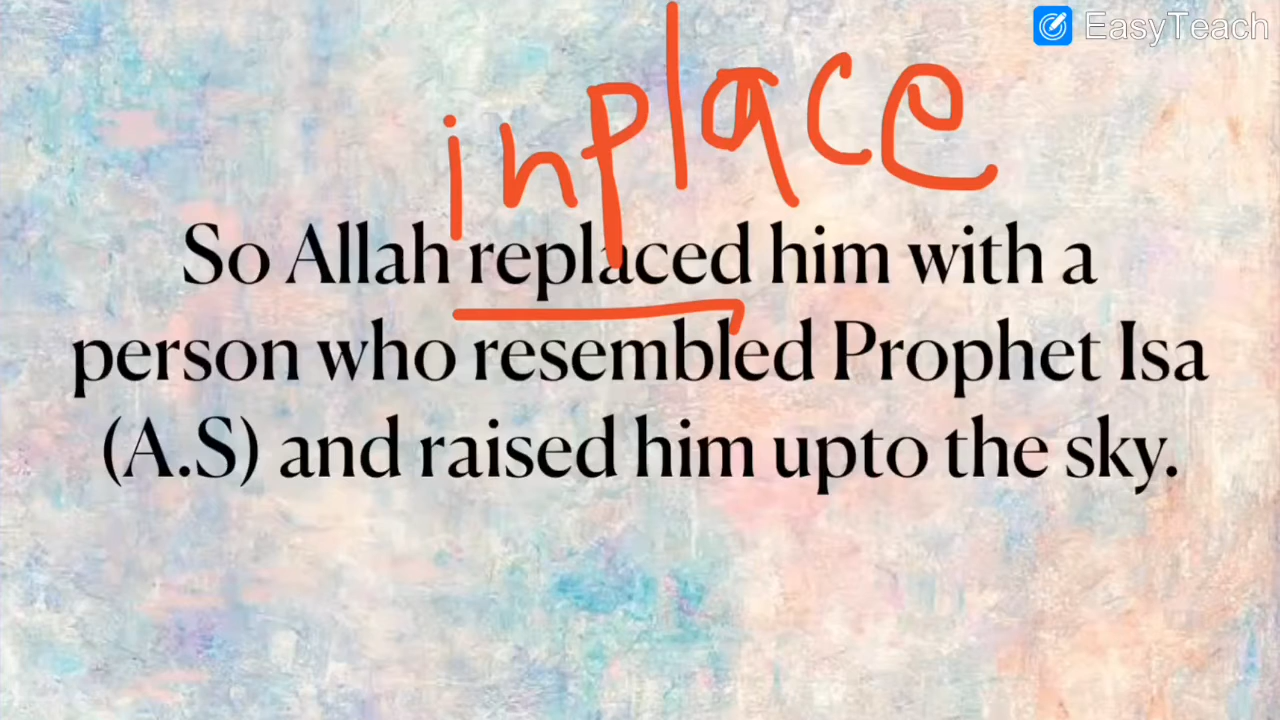 EasyTeach
inplace
So Allah replaced him with a
person who resembled Prophet Isa
(A.S) and raised him upto the sky.